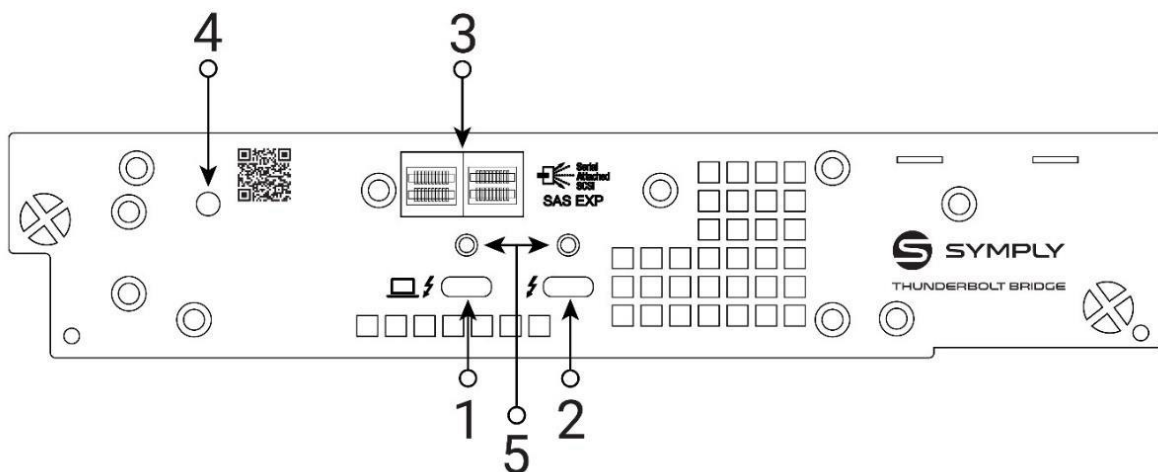 4
3
Serial
Attached
SCSI
SAS EXP
SYMPLY
THUNDERBOLT BRIDGE
1
5
2